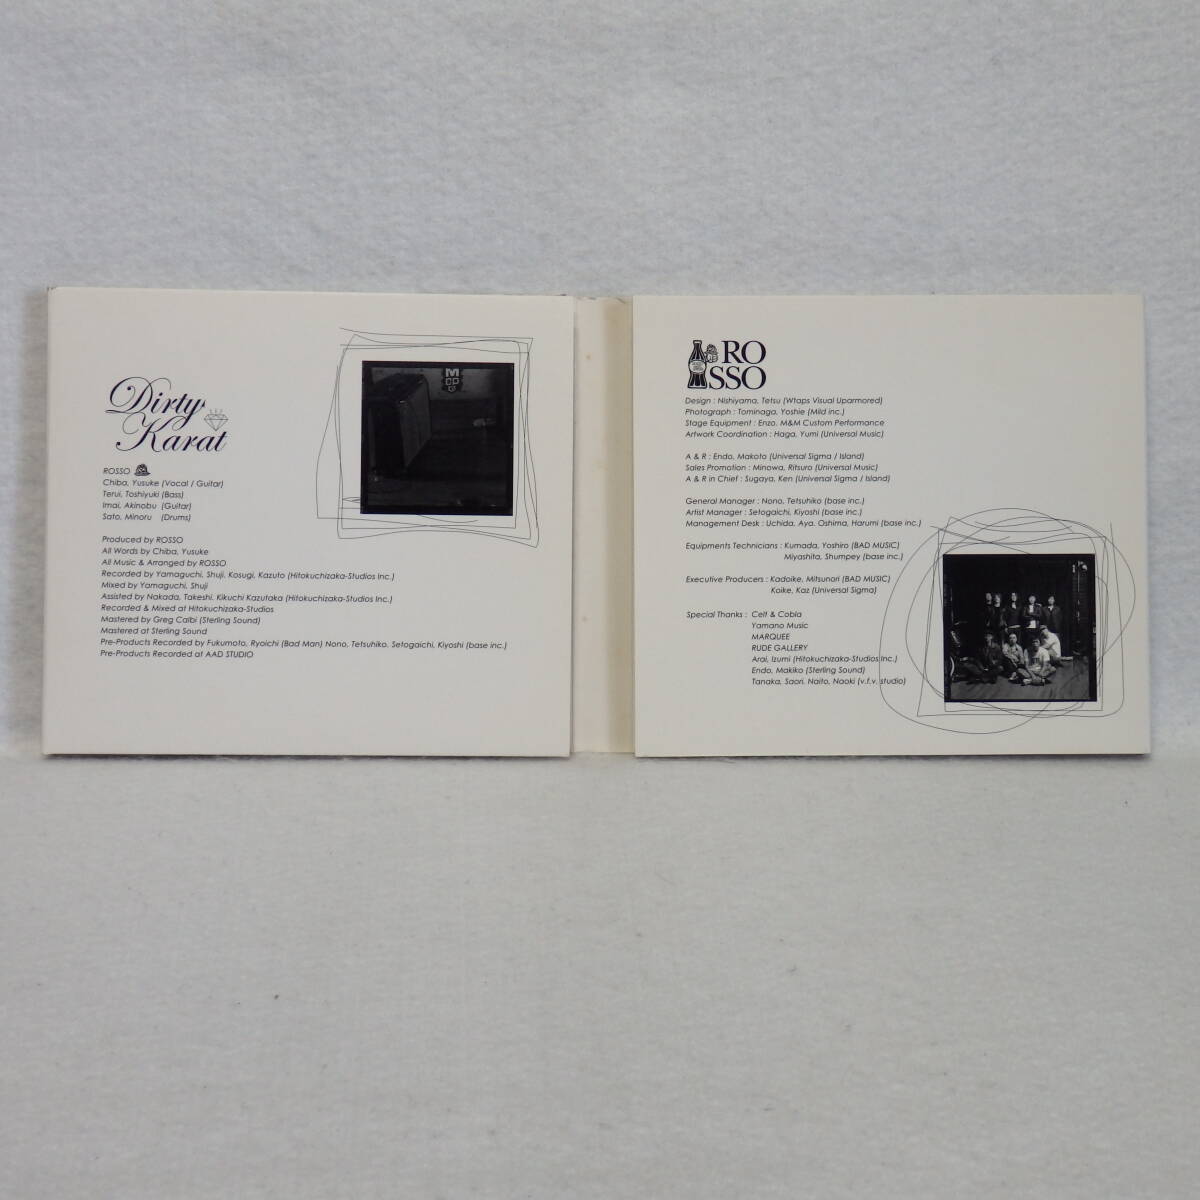 Dirty
Karat
ROSSO
Chiba, Yusuke (Vocal / Guitar)
Terui, Toshiyuki (Bass)
Imai, Akinobu (Guitar)
Sato, Minoru (Drums)
Produced by ROSSO
All Words by Chiba, Yusuke
All Music & Arranged by ROSSO
Recorded by Yamaguchi, Shuji. Kosugi, Kazuto (Hitokuchizaka-Studios Inc.)
Mixed by Yamaguchi, Shuji
Assisted by Nakada, Takeshi. Kikuchi Kazutaka (Hitokuchizaka-Studios Inc.)
Recorded & Mixed at Hitokuchizaka-Studios
Mastered by Greg Calbi (Sterling Sound)
Mastered at Sterling Sound
Pre-Products Recorded by Fukumoto, Ryoichi (Bad Man) Nono, Tetsuhiko. Setogaichi, Kiyoshi (base inc.)
Pre-Products Recorded at AAD STUDIO
RO
SSO
Design : Nishiyama, Tetsu (Wtaps Visual Uparmored)
Photograph : Tominaga, Yoshie (Mild inc.)
Stage Equipment : Enzo, M&M Custom Performance
Artwork Coordination : Haga, Yumi (Universal Music)
A & R : Endo, Makoto (Universal Sigma / Island)
Sales Promotion : Minowa, Ritsuro (Universal Music)
A & R in Chief : Sugaya, Ken (Universal Sigma / Island)
General Manager : Nono, Tetsuhiko (base inc.)
Artist Manager : Setogaichi, Kiyoshi (base inc.)
Management Desk : Uchida, Aya. Oshima, Harumi (base inc.)
Equipments Technicians : Kumada, Yoshiro (BAD MUSIC)
Miyashita, Shumpey (base inc.)
Executive Producers : Kadoike, Mitsunori (BAD MUSIC)
Koike, Kaz (Universal Sigma)
Special Thanks : Celt & Cobla
Yamano Music
MARQUEE
RUDE GALLERY
Arai, Izumi (Hitokuchizaka-Studios Inc.)
Endo, Makiko (Sterling Sound)
Tanaka, Saori. Naito, Naoki (v.f.v. studio)